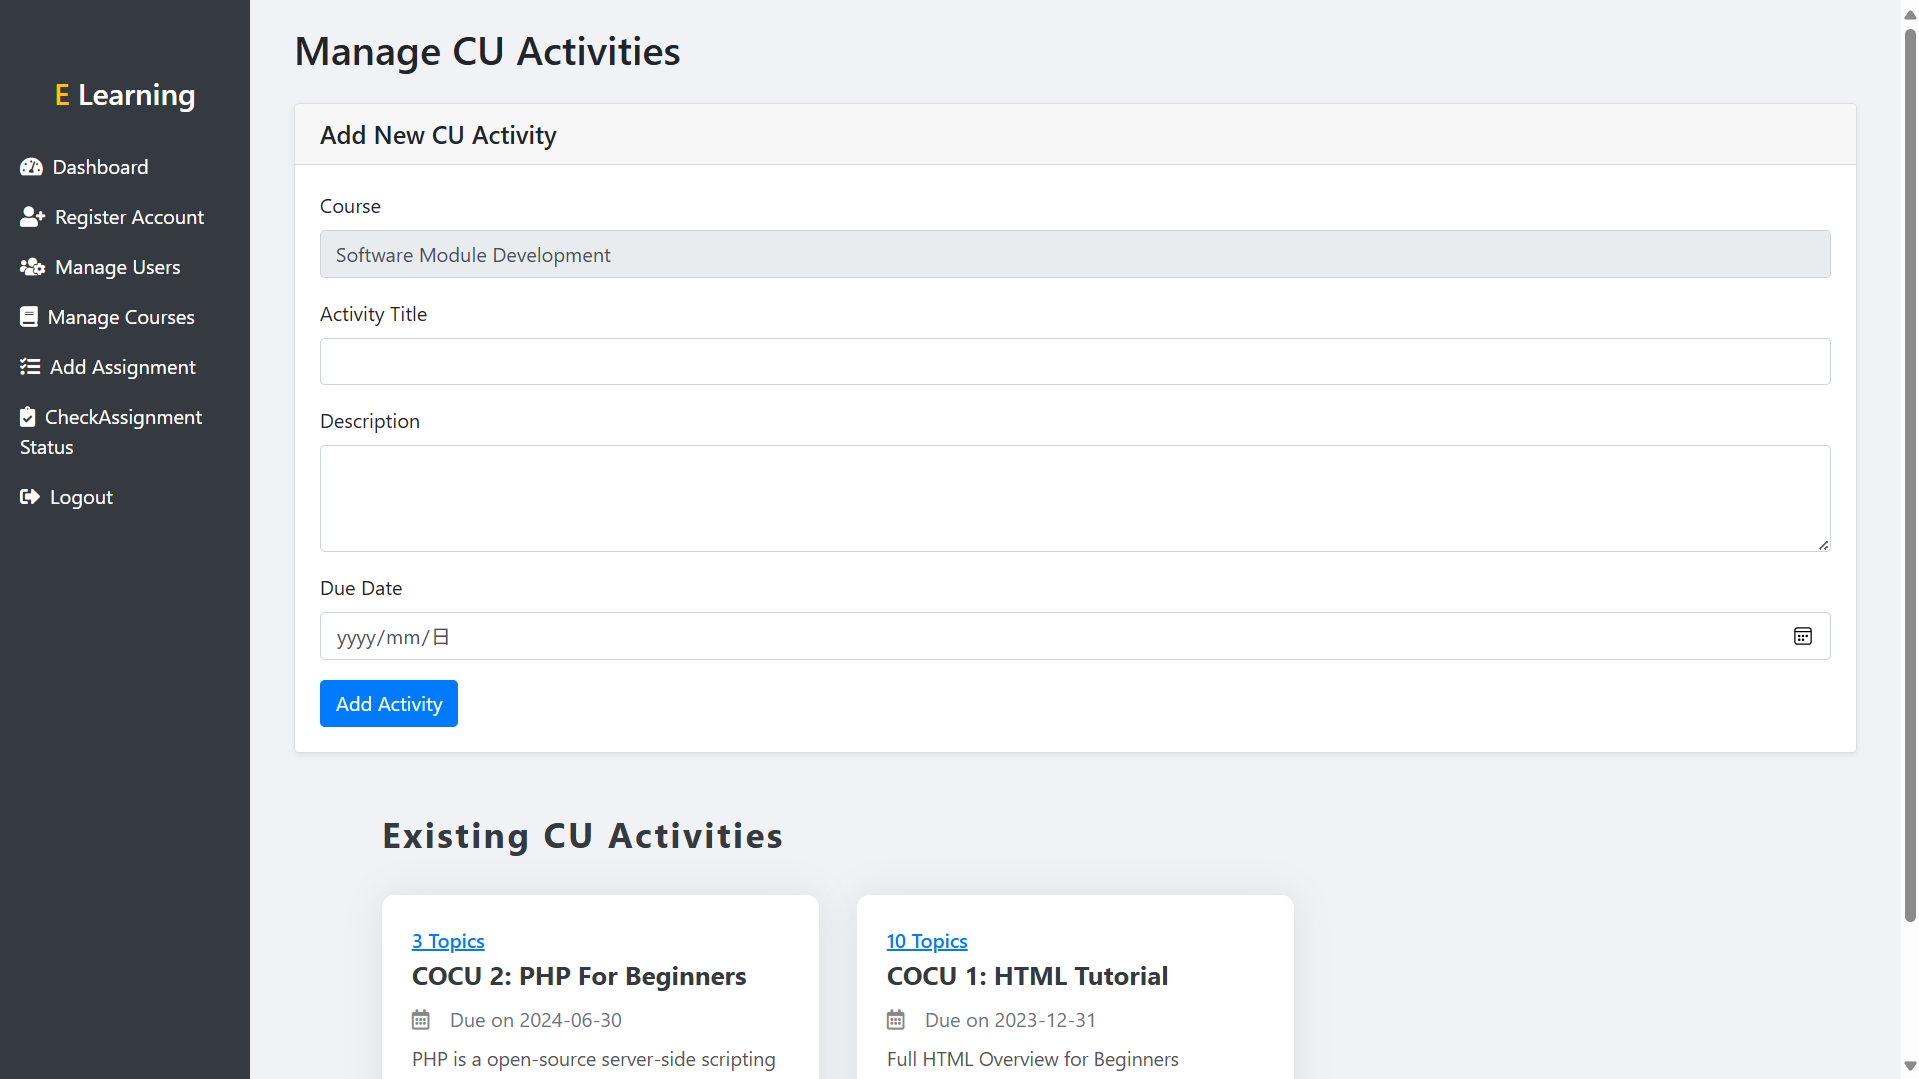 E Learning
Dashboard
Register Account
Manage Users
Manage Courses
Add Assignment
CheckAssignment
Status
Logout
Manage CU Activities
Add New CU Activity
Course
Software Module Development
Activity Title
Description
Due Date
yyyy/mm/日
Add Activity
Existing CU Activities
3 Topics
COCU 2: PHP For Beginners
Due on 2024-06-30
PHP is a open-source server-side scripting
10 Topics
COCU 1: HTML Tutorial
Due on 2023-12-31
Full HTML Overview for Beginners